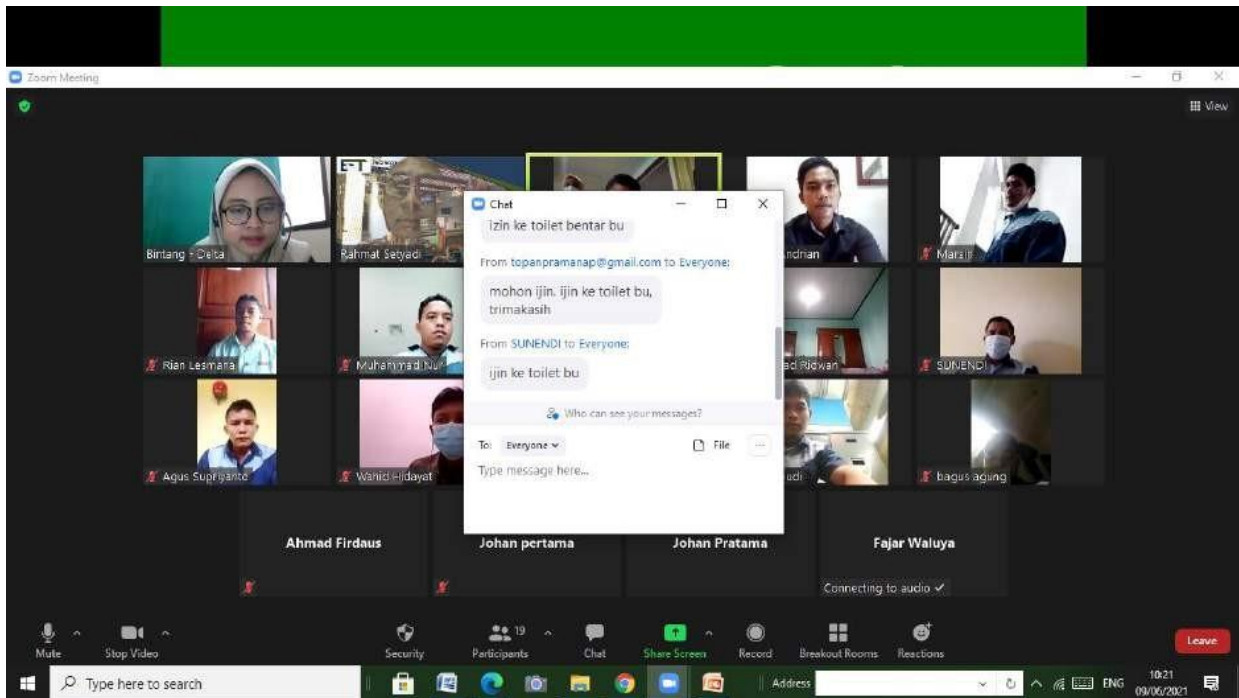 Zoom Meeting
View
Bintang - Delta
Rahmat Setyadi
Andrian
Rian Lesmana
Muhammad Nur
ad Ridwan
SUNENDI
Agus Supriyanto
Wahid Hidayat
udi
bagus agung
Chat
izin ke toilet bentar bu
From topanpramanap@gmail.com to Everyone:
mohon ijin. ijin ke toilet bu,
trimakasih
From SUNENDI to Everyone:
ijin ke toilet bu
Who can see your messages?
To: Everyone
File
Type message here...
Ahmad Firdaus
Johan pertama
Johan Pratama
Fajar Waluya
Connecting to audio
Mute
Stop Video
Security
Participants
19
Chat
Share Screen
Record
Breakout Rooms
Reactions
Leave
Type here to search
Address
ENG
10:21
09/06/2021